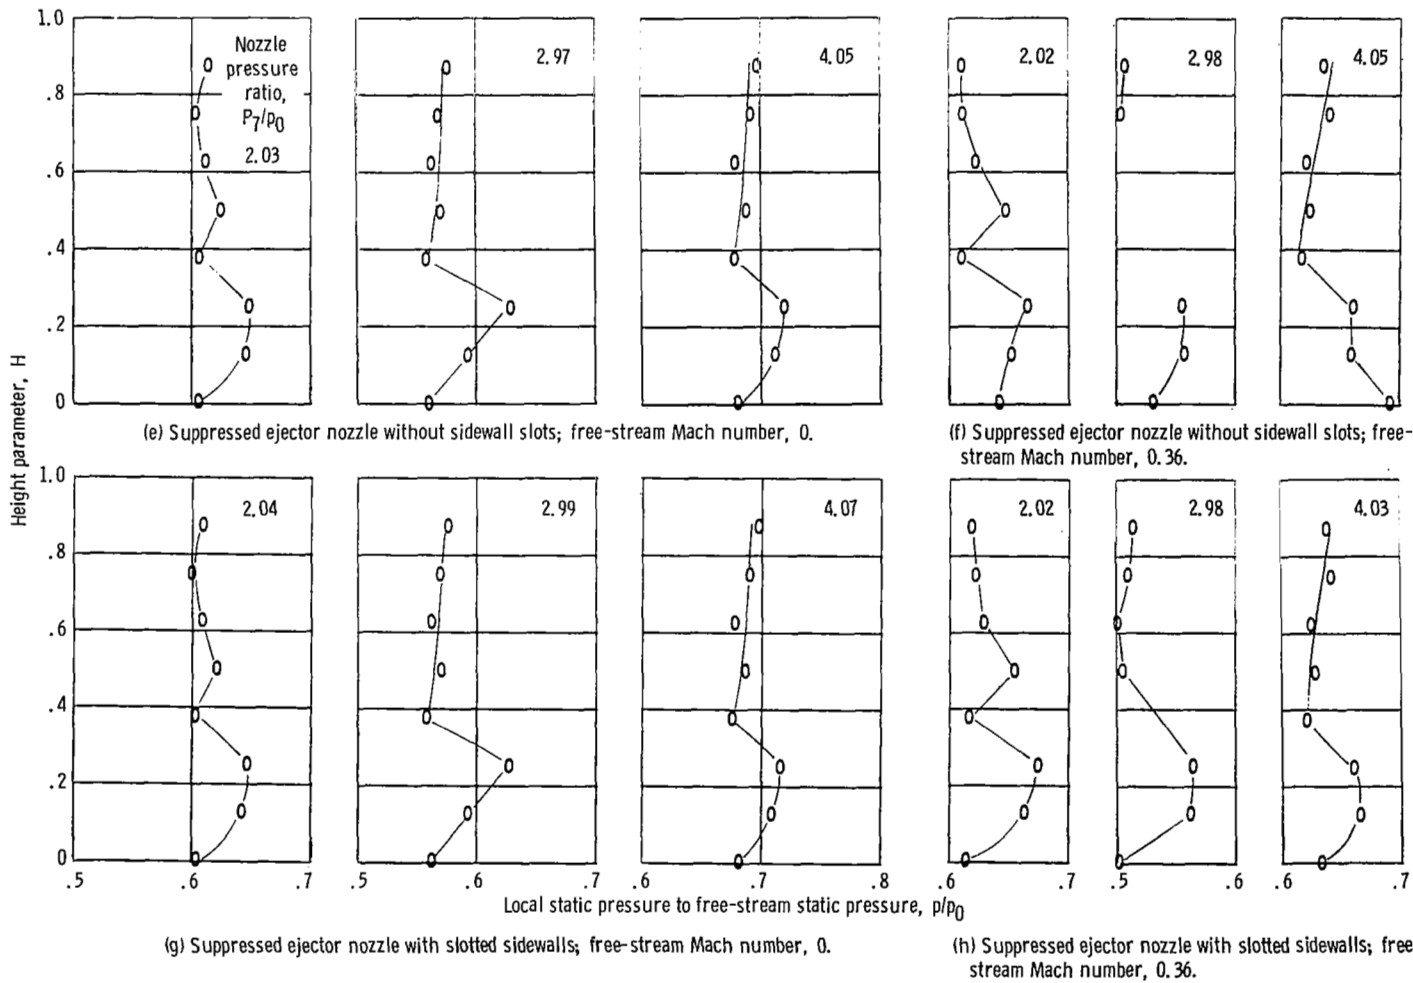 1.0
Nozzle
pressure
ratio,
P7/p0
2.03
2.97
4.05
2.02
2.98
4.05
.8
.6
.4
.2
0
Height parameter, H
(e) Suppressed ejector nozzle without sidewall slots; free-stream Mach number, 0.
(f) Suppressed ejector nozzle without sidewall slots; free-
stream Mach number, 0.36.
1.0
2.04
2.99
4.07
2.02
2.98
4.03
.8
.6
.4
.2
0
.5 .6 .7 .5 .6 .7 .6 .7 .8 .6 .7 .5 .6 .6 .7
Local static pressure to free-stream static pressure, p/p0
(g) Suppressed ejector nozzle with slotted sidewalls; free-stream Mach number, 0.
(h) Suppressed ejector nozzle with slotted sidewalls; free
stream Mach number, 0.36.